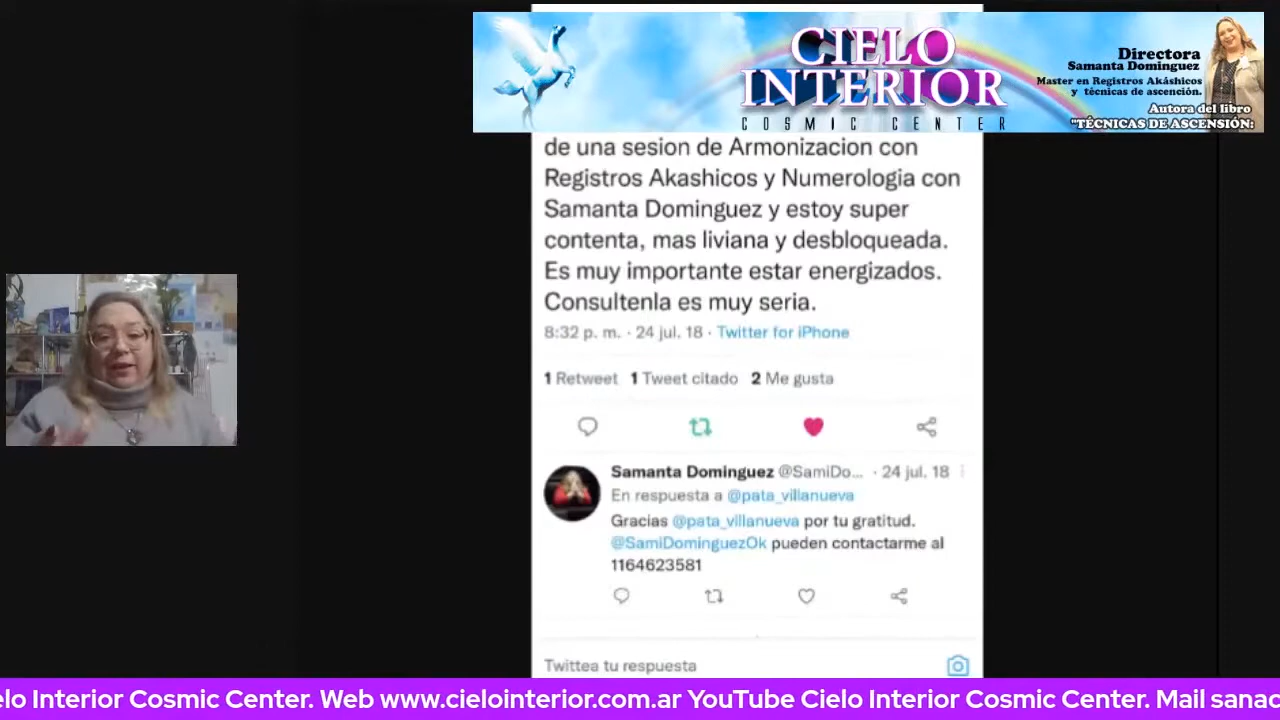 CIELO
INTERIOR
COSMIC CENTER
Directora
Samanta Dominguez
Master en Registros Akáshicos
y técnicas de ascención.
Autora del libro
"TÉCNICAS DE ASCENSIÓN:
de una sesion de Armonizacion con
Registros Akashicos y Numerologia con
Samanta Dominguez y estoy super
contenta, mas liviana y desbloqueada.
Es muy importante estar energizados.
Consultenla es muy seria.
8:32 p. m. · 24 jul. 18 · Twitter for iPhone
1 Retweet 1 Tweet citado 2 Me gusta
Samanta Dominguez @SamiDo... · 24 jul. 18
En respuesta a @pata_villanueva
Gracias @pata_villanueva por tu gratitud.
@SamiDominguezOk pueden contactarme al
1164623581
Twittea tu respuesta
elo Interior Cosmic Center. Web www.cielointerior.com.ar YouTube Cielo Interior Cosmic Center. Mail sanac